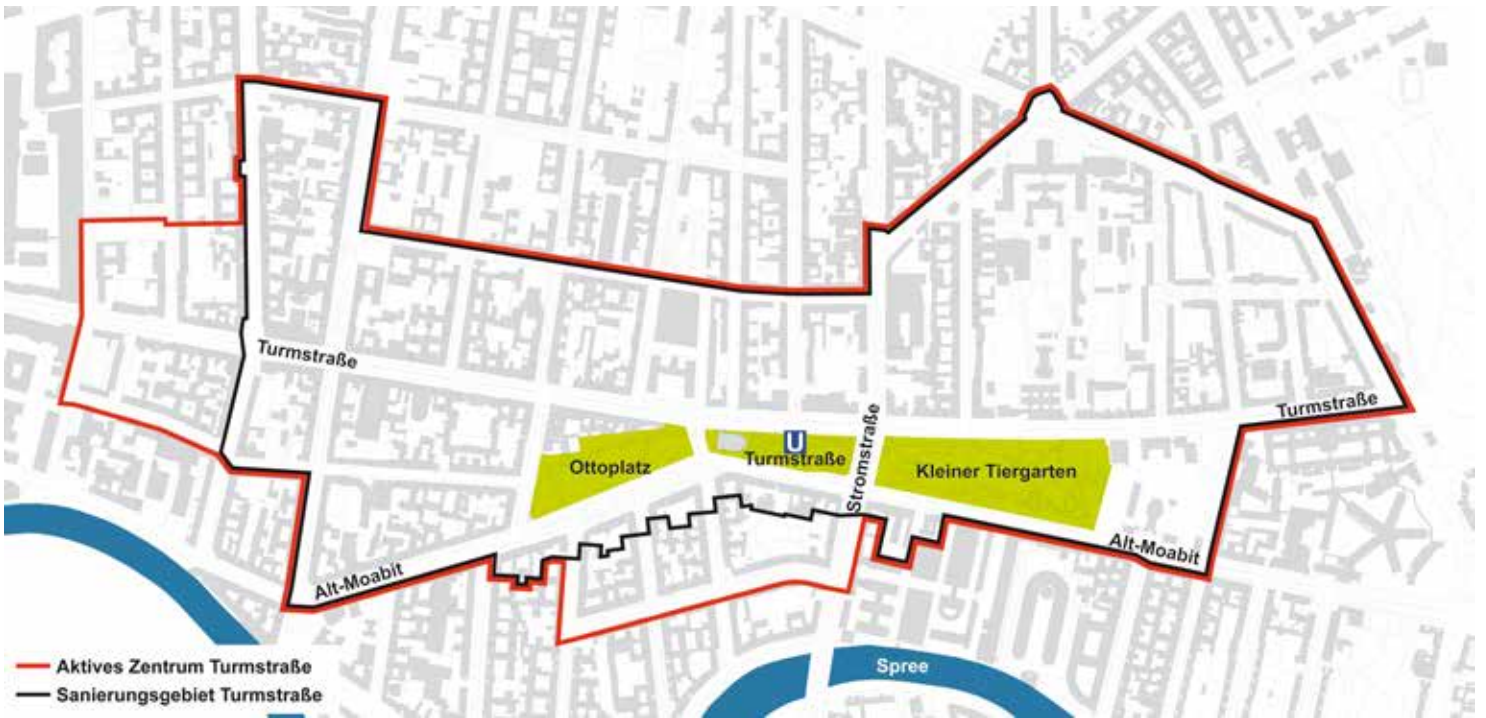 Turmstraße
Turmstraße
Stromstraße
U
Ottoplatz
Turmstraße
Kleiner Tiergarten
Alt-Moabit
Alt-Moabit
Spree
Aktives Zentrum Turmstraße
Sanierungsgebiet Turmstraße